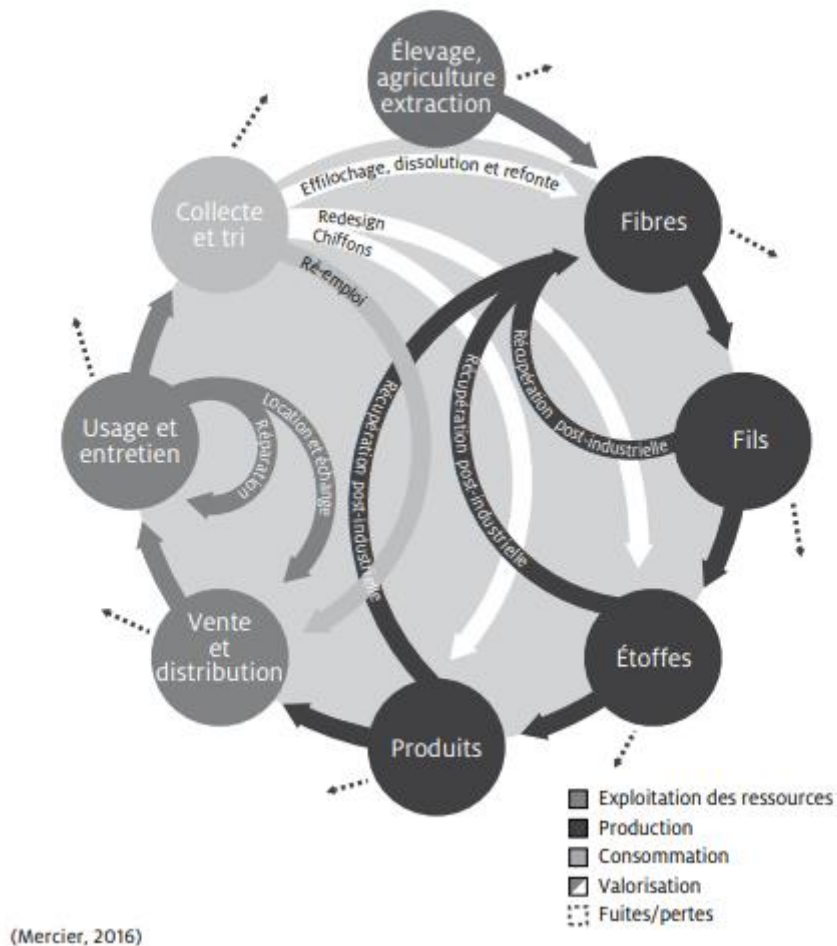 Élevage,
agriculture
extraction
Effilochage, dissolution et refonte
Collecte
et tri
Redesign
Chiffons
Ré-emploi
Fibres
Récupération post-industrielle
Récupération post-industrielle
Récupération post-industrielle
Fils
Usage et
entretien
Location et échange
Réparation
Vente
et
distribution
Étoffes
Produits
Exploitation des ressources
Production
Consommation
Valorisation
Fuites/pertes
(Mercier, 2016)